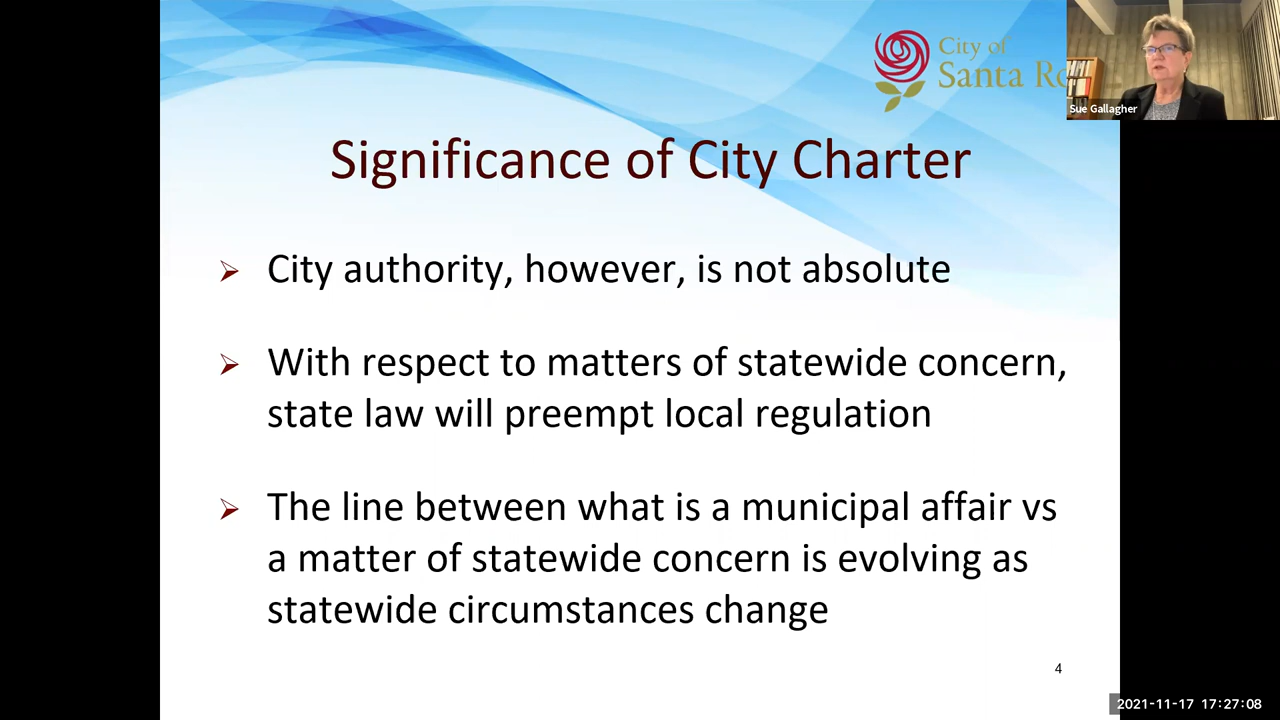 City of
Santa Ro
Sue Gallagher
Significance of City Charter
City authority, however, is not absolute
With respect to matters of statewide concern,
state law will preempt local regulation
The line between what is a municipal affair vs
a matter of statewide concern is evolving as
statewide circumstances change
4
2021-11-17 17:27:08